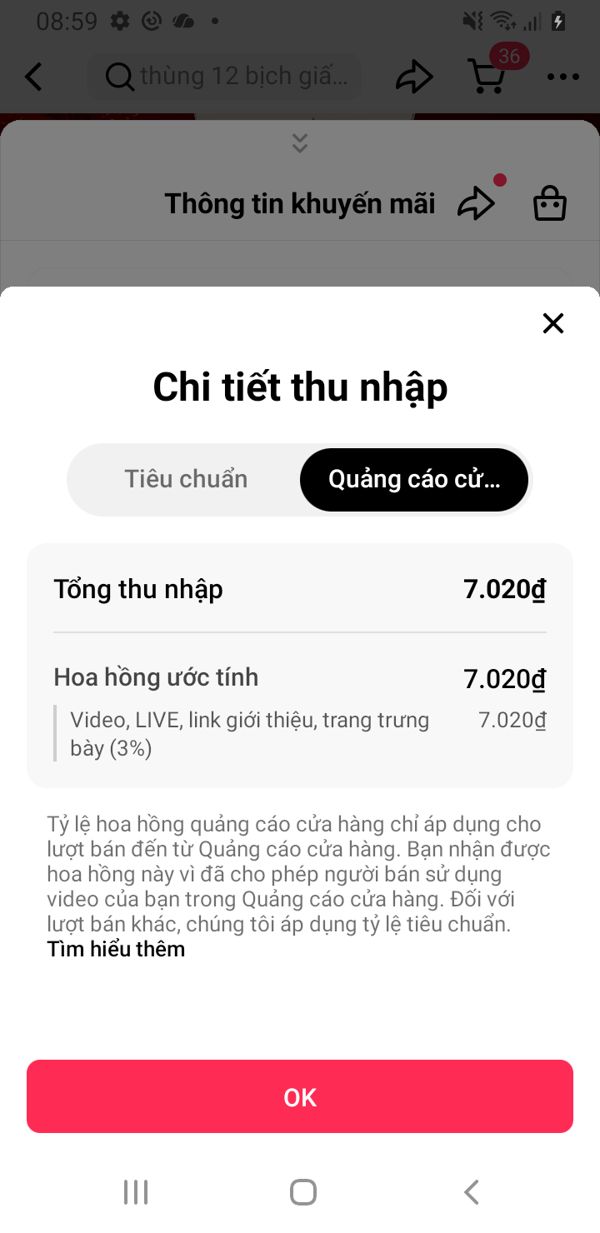 08:59
36
thùng 12 bịch giấ...
Thông tin khuyến mãi
Chi tiết thu nhập
Tiêu chuẩn
Quảng cáo cử...
Tổng thu nhập 7.020₫
Hoa hồng ước tính 7.020₫
Video, LIVE, link giới thiệu, trang trưng 7.020₫
bày (3%)
Tỷ lệ hoa hồng quảng cáo cửa hàng chỉ áp dụng cho
lượt bán đến từ Quảng cáo cửa hàng. Bạn nhận được
hoa hồng này vì đã cho phép người bán sử dụng
video của bạn trong Quảng cáo cửa hàng. Đối với
lượt bán khác, chúng tôi áp dụng tỷ lệ tiêu chuẩn.
Tìm hiểu thêm
OK